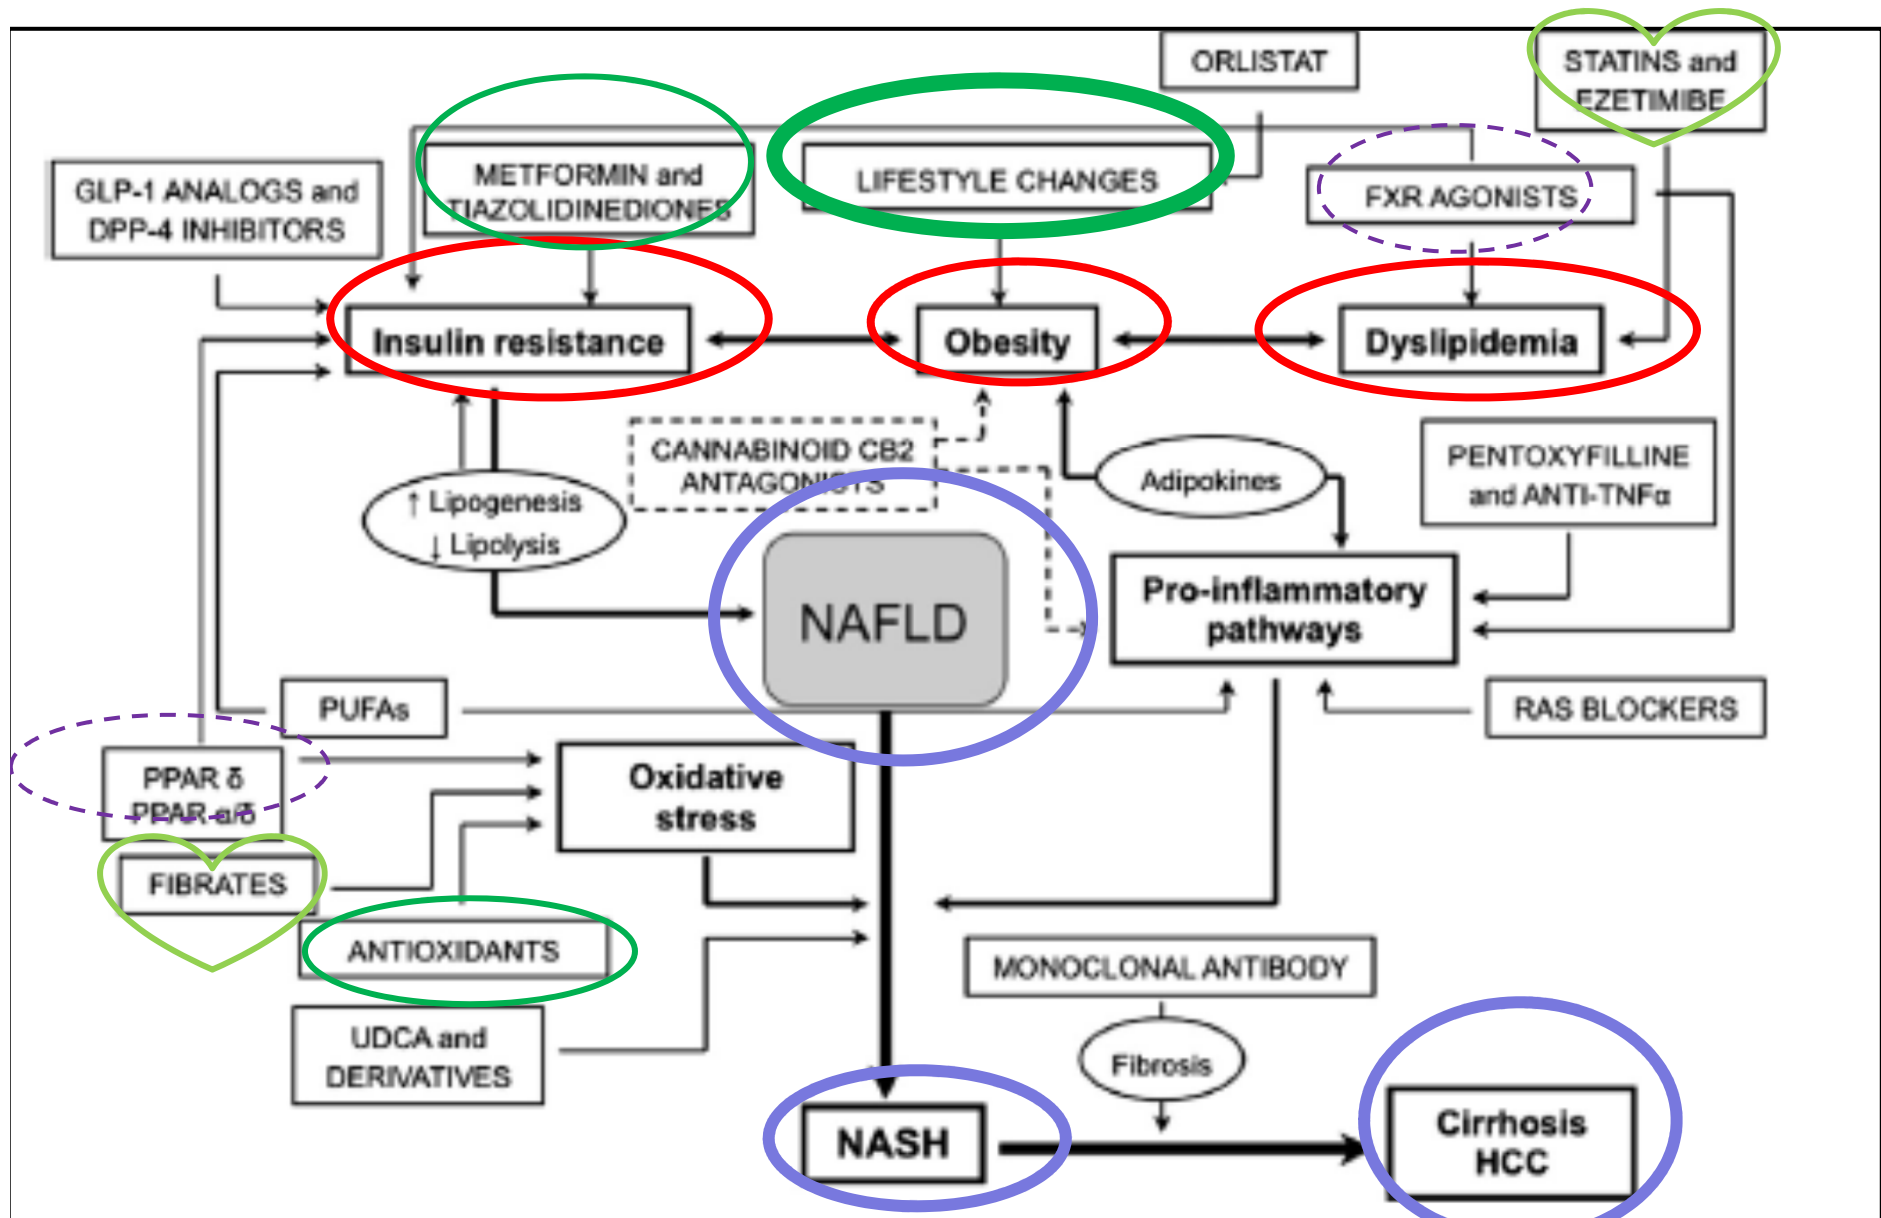 ORLISTAT
STATINS and
EZETIMIBE
GLP-1 ANALOGS and
DPP-4 INHIBITORS
METFORMIN and
TIAZOLIDINEDIONES
LIFESTYLE CHANGES
FXR AGONISTS
Insulin resistance
Obesity
Dyslipidemia
CANNABINOID CB2
ANTAGONISTS
Adipokines
PENTOXYFILLINE
and ANTI-TNFα
↑ Lipogenesis
↓ Lipolysis
NAFLD
Pro-inflammatory
pathways
PUFAs
RAS BLOCKERS
PPAR δ
PPAR α/δ
Oxidative
stress
FIBRATES
ANTIOXIDANTS
MONOCLONAL ANTIBODY
UDCA and
DERIVATIVES
Fibrosis
NASH
Cirrhosis
HCC